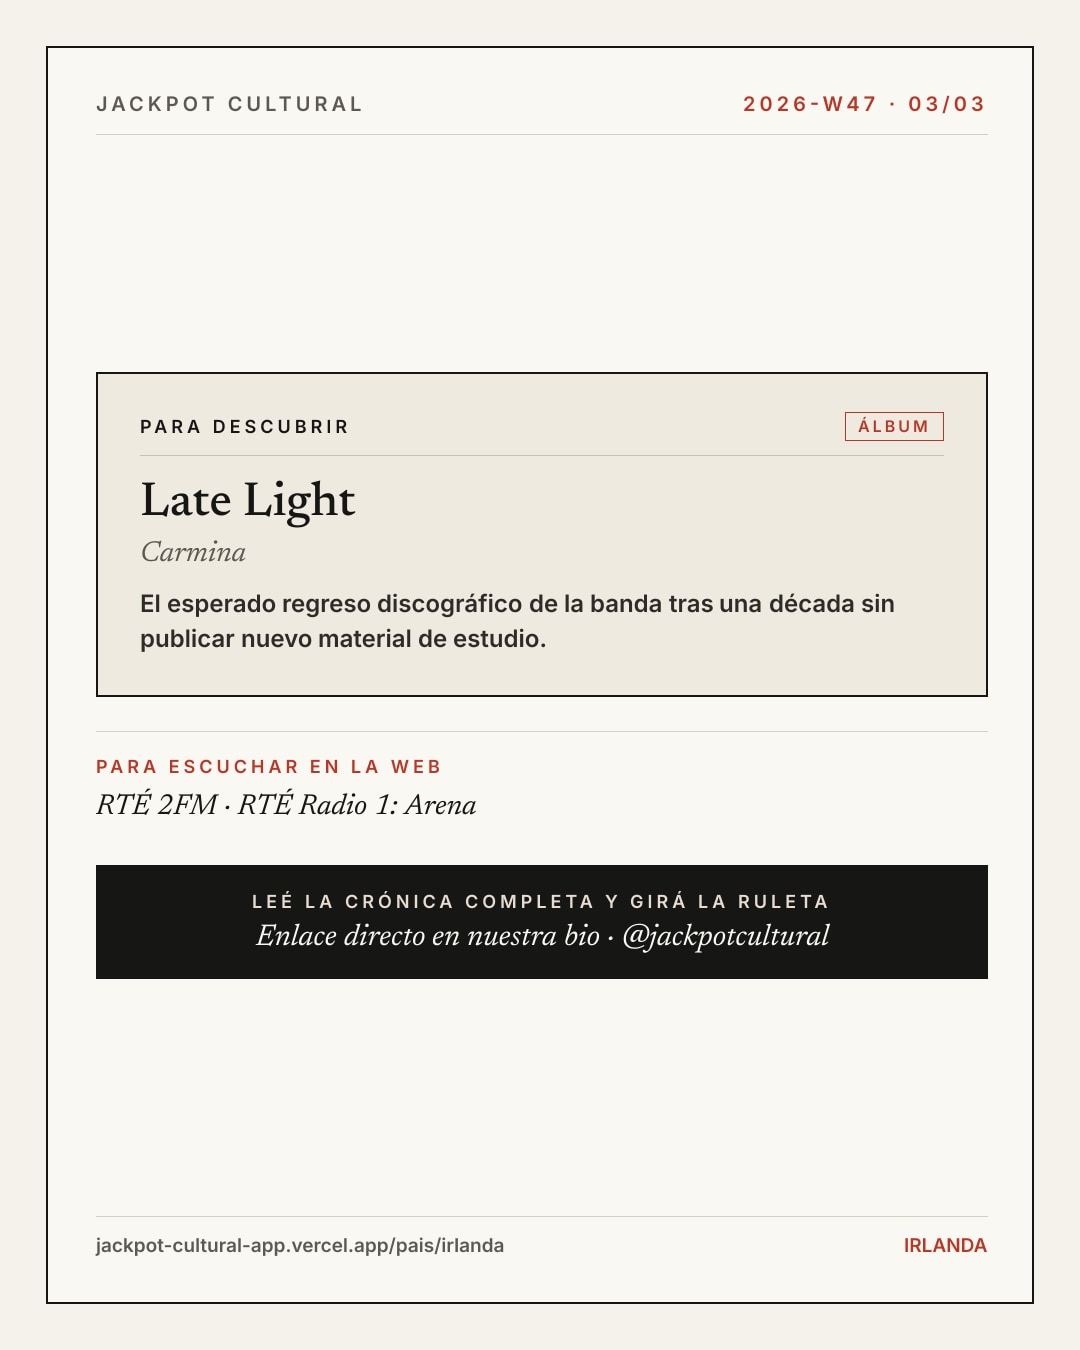 JACKPOT CULTURAL
2026-W47 · 03/03
PARA DESCUBRIR
ÁLBUM
Late Light
Carmina
El esperado regreso discográfico de la banda tras una década sin
publicar nuevo material de estudio.
PARA ESCUCHAR EN LA WEB
RTÉ 2FM · RTÉ Radio 1: Arena
LEÉ LA CRÓNICA COMPLETA Y GIRÁ LA RULETA
Enlace directo en nuestra bio · @jackpotcultural
jackpot-cultural-app.vercel.app/pais/irlanda
IRLANDA